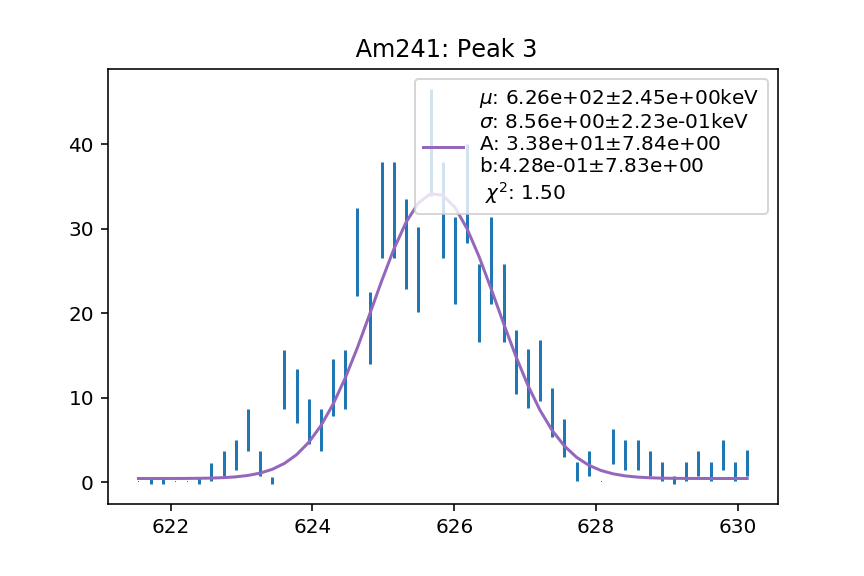 Am241: Peak 3
μ: 6.26e+02±2.45e+00keV
σ: 8.56e+00±2.23e-01keV
A: 3.38e+01±7.84e+00
b:4.28e-01±7.83e+00
χ²: 1.50
40
30
20
10
0
622 624 626 628 630